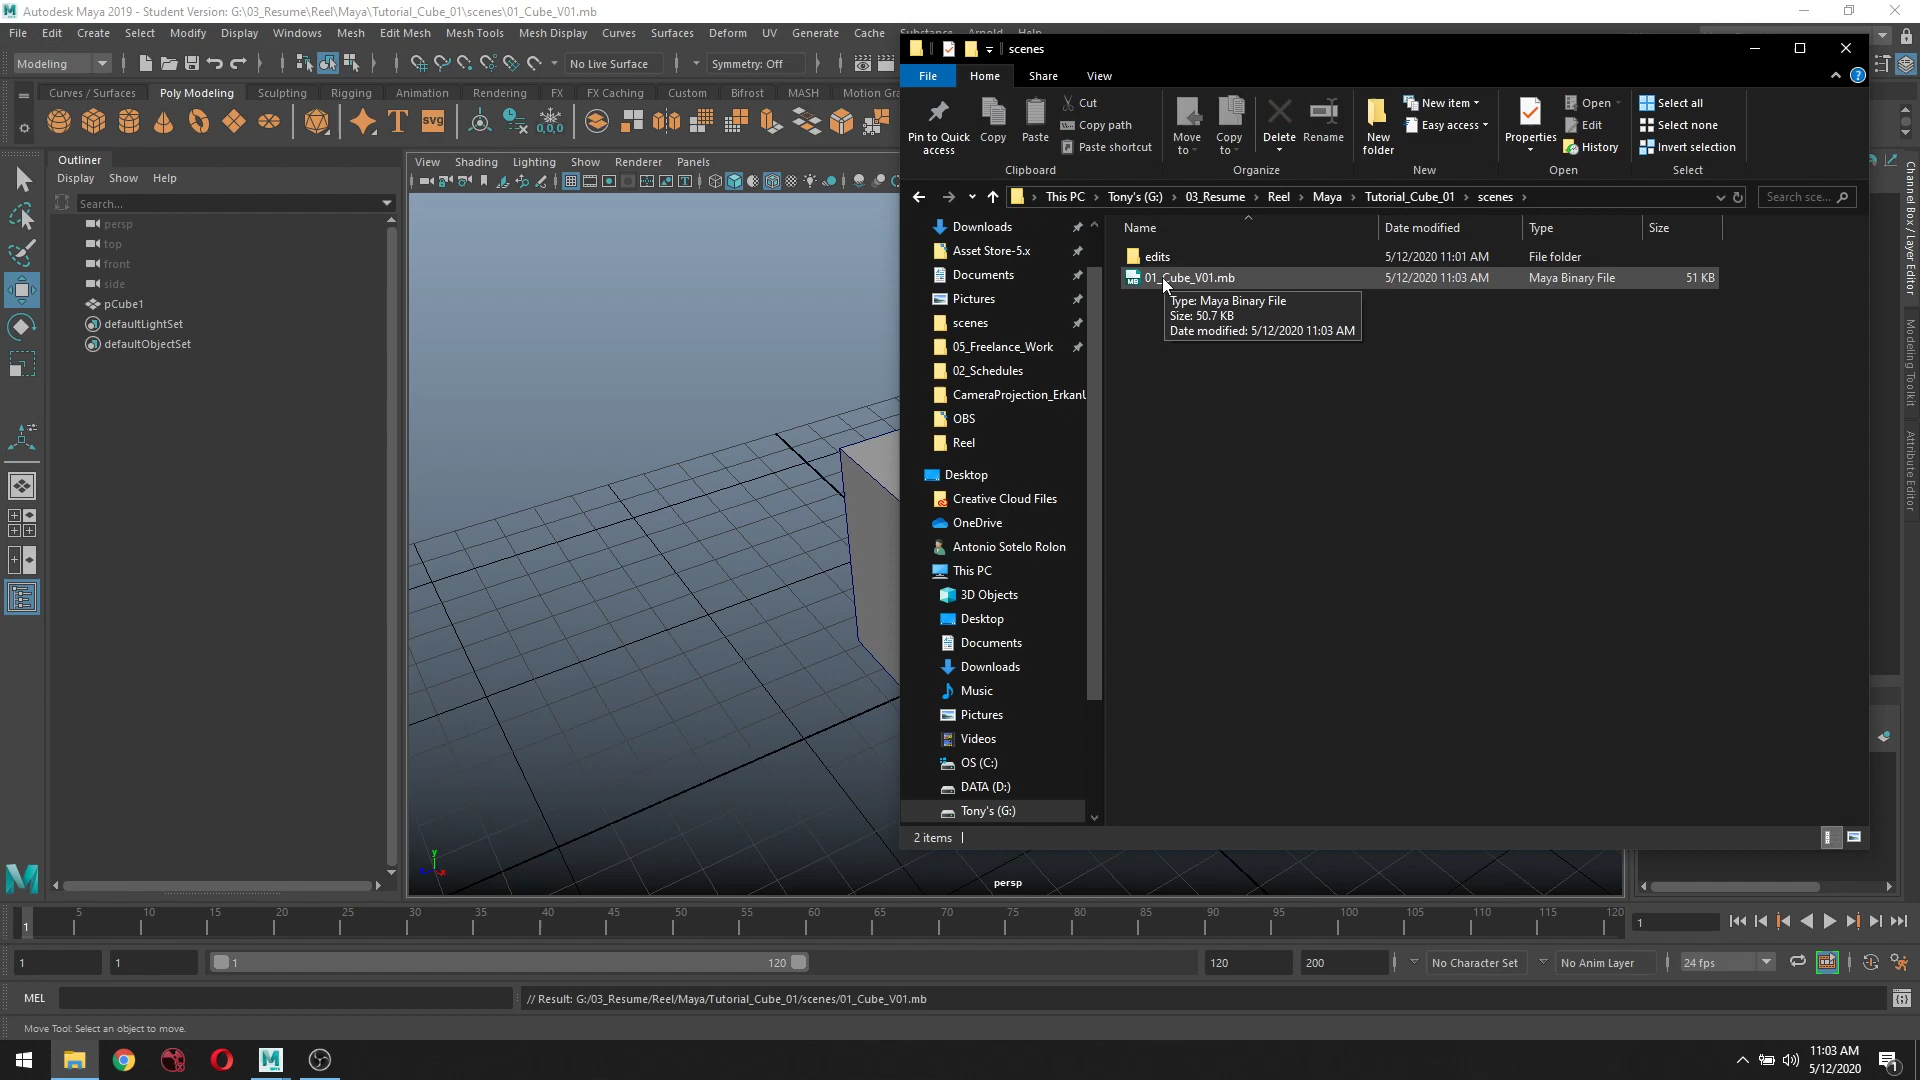 Autodesk Maya 2019 - Student Version: G:\03_Resume\Reel\Maya\Tutorial_Cube_01\scenes\01_Cube_V01.mb
File Edit Create Select Modify Display Windows Mesh Edit Mesh Mesh Tools Mesh Display Curves Surfaces Deform UV Generate Cache Substance Arnold Help
Modeling No Live Surface Symmetry: Off
Curves / Surfaces Poly Modeling Sculpting Rigging Animation Rendering FX FX Caching Custom Bifrost MASH Motion Gra
T svg 0,0,0
Outliner
Display Show Help
Search...
persp
top
front
side
pCube1
defaultLightSet
defaultObjectSet
View Shading Lighting Show Renderer Panels
persp
scenes
File Home Share View
Pin to Quick access
Copy
Paste
Cut
Copy path
Paste shortcut
Clipboard
Move to
Copy to
Delete
Rename
Organize
New folder
New item
Easy access
New
Properties
Open
Edit
History
Open
Select all
Select none
Invert selection
Select
This PC Tony's (G:) 03_Resume Reel Maya Tutorial_Cube_01 scenes
Search sce...
Name Date modified Type Size
edits 5/12/2020 11:01 AM File folder
01_Cube_V01.mb 5/12/2020 11:03 AM Maya Binary File 51 KB
Type: Maya Binary File
Size: 50.7 KB
Date modified: 5/12/2020 11:03 AM
Downloads
Asset Store-5.x
Documents
Pictures
scenes
05_Freelance_Work
02_Schedules
CameraProjection_ErkanU
OBS
Reel
Desktop
Creative Cloud Files
OneDrive
Antonio Sotelo Rolon
This PC
3D Objects
Desktop
Documents
Downloads
Music
Pictures
Videos
OS (C:)
DATA (D:)
Tony's (G:)
2 items
Channel Box / Layer Editor
Modeling Toolkit
Attribute Editor
1 5 10 15 20 25 30 35 40 45 50 55 60 65 70 75 80 85 90 95 100 105 110 115 120
1
1 1 1 120 120 200 No Character Set No Anim Layer 24 fps
MEL // Result: G:/03_Resume/Reel/Maya/Tutorial_Cube_01/scenes/01_Cube_V01.mb
Move Tool: Select an object to move.
11:03 AM
5/12/2020
1